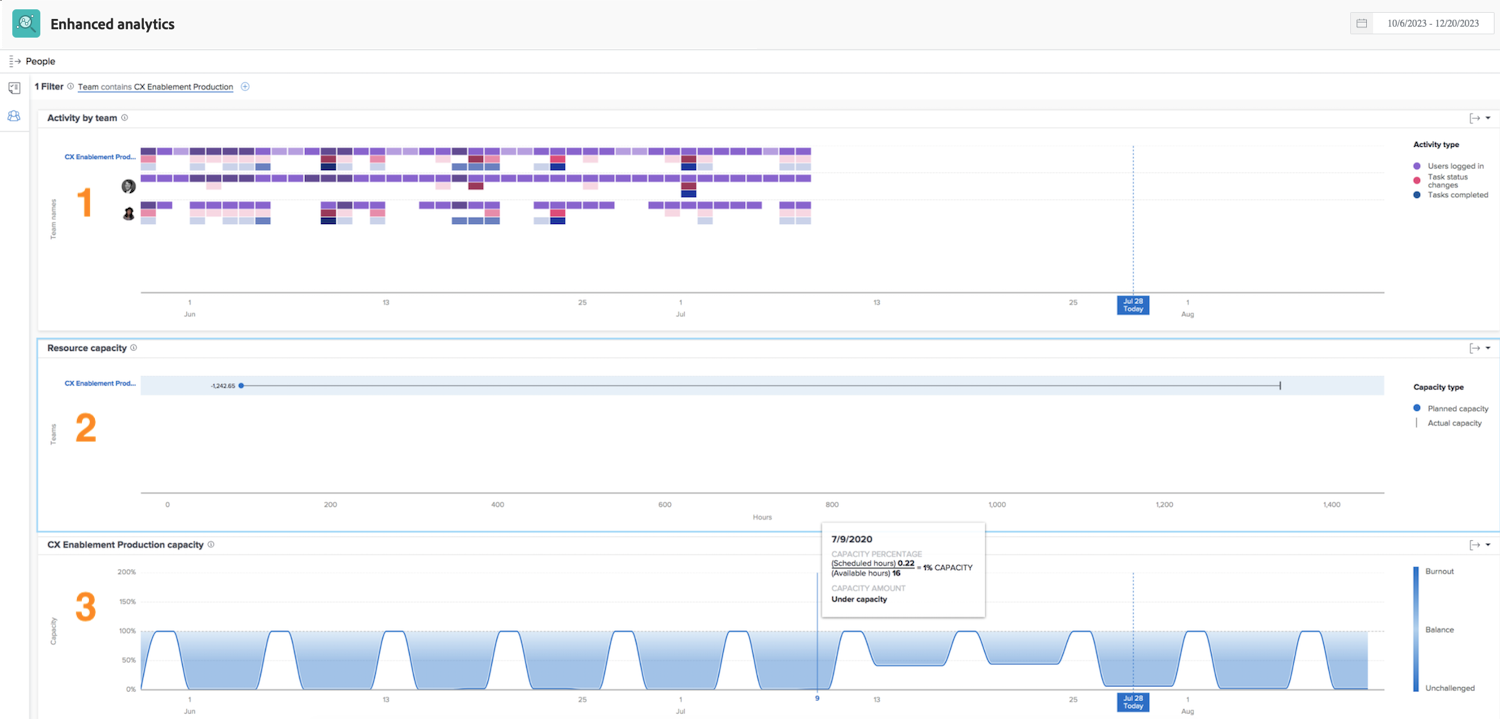 Enhanced analytics
10/6/2023 - 12/20/2023
People
1 Filter Team contains CX Enablement Production
Activity by team
CX Enablement Prod...
1
Team names
Activity type
Users logged in
Task status
changes
Tasks completed
1 13 25 1 13 25 Jul 28 1
Jun Jul Today Aug
Resource capacity
CX Enablement Prod...
-1,242.65
2
Teams
Capacity type
Planned capacity
Actual capacity
0 200 400 600 800 1,000 1,200 1,400
Hours
CX Enablement Production capacity
7/9/2020
CAPACITY PERCENTAGE
(Scheduled hours) 0.22
(Available hours) 16
= 1% CAPACITY
CAPACITY AMOUNT
Under capacity
3
Capacity
200%
150%
100%
50%
0%
Burnout
Balance
Unchallenged
1 13 25 1 9 13 25 Jul 28 1
Jun Jul Today Aug